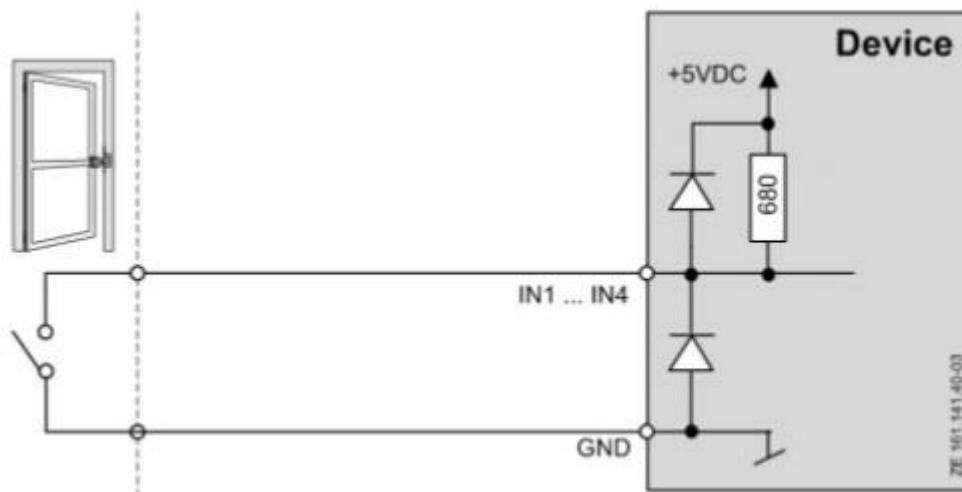 Device
+5VDC
680
IN1 ... IN4
GND
ZE 161.141.40-03